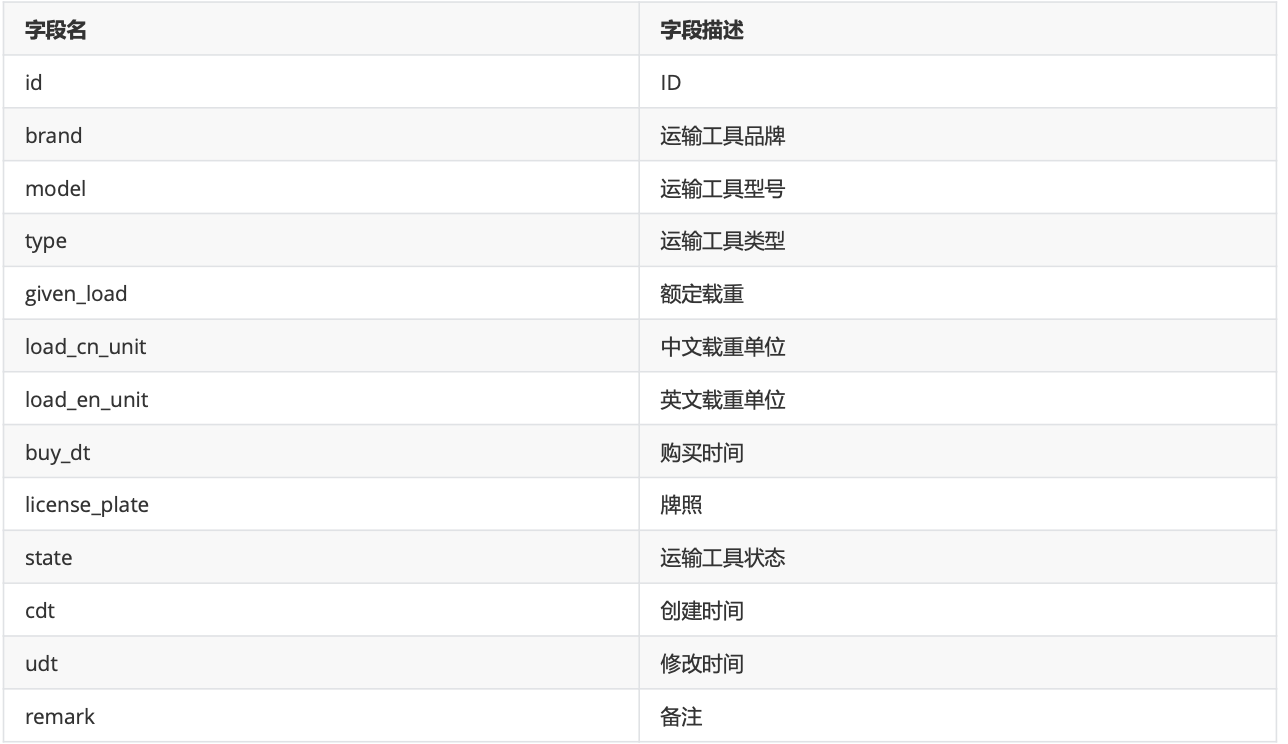 字段名 字段描述
id ID
brand 运输工具品牌
model 运输工具型号
type 运输工具类型
given_load 额定载重
load_cn_unit 中文载重单位
load_en_unit 英文载重单位
buy_dt 购买时间
license_plate 牌照
state 运输工具状态
cdt 创建时间
udt 修改时间
remark 备注